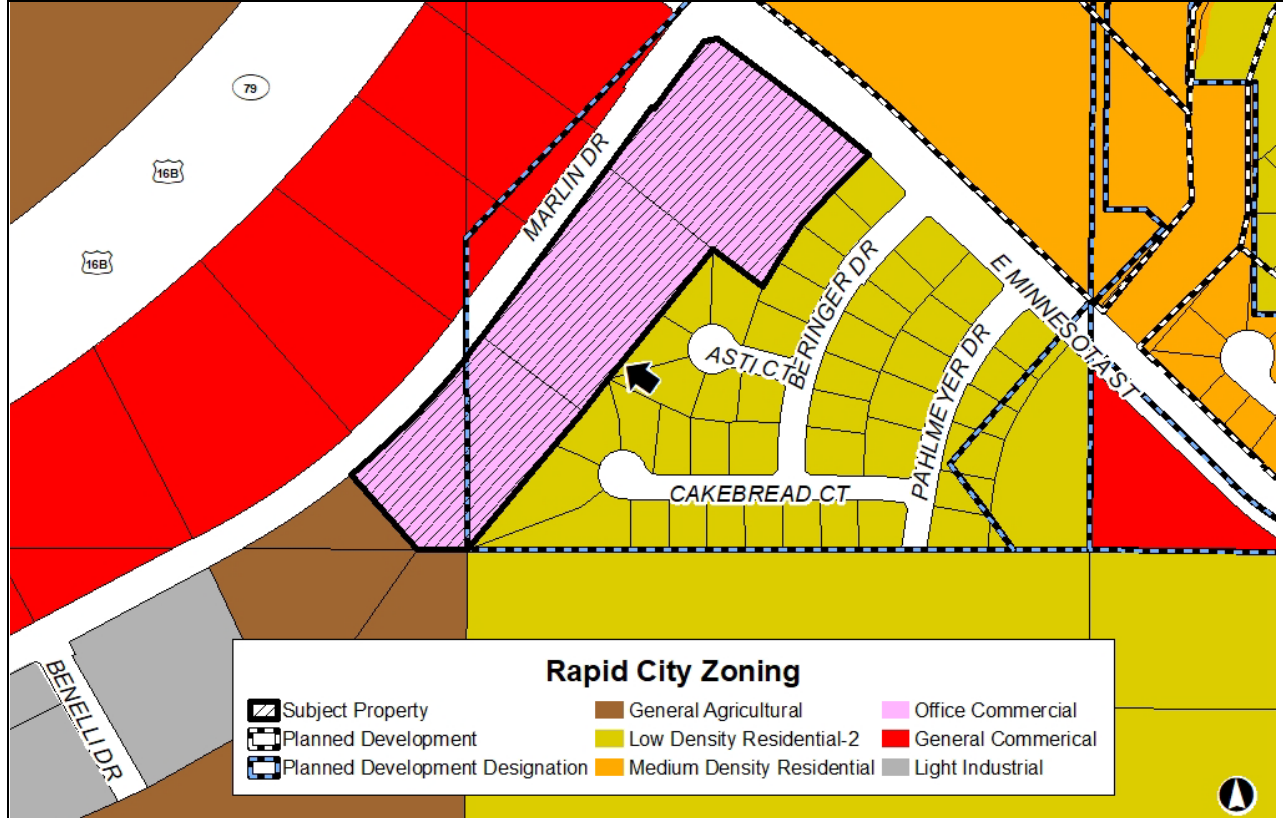 79
16B
16B
MARLIN DR
BERINGER DR
E MINNESOTA ST
ASTI CT
PAHLMEYER DR
CAKEBREAD CT
BENELLI DR
Rapid City Zoning
Subject Property
General Agricultural
Office Commercial
Planned Development
Low Density Residential-2
General Commerical
Planned Development Designation
Medium Density Residential
Light Industrial